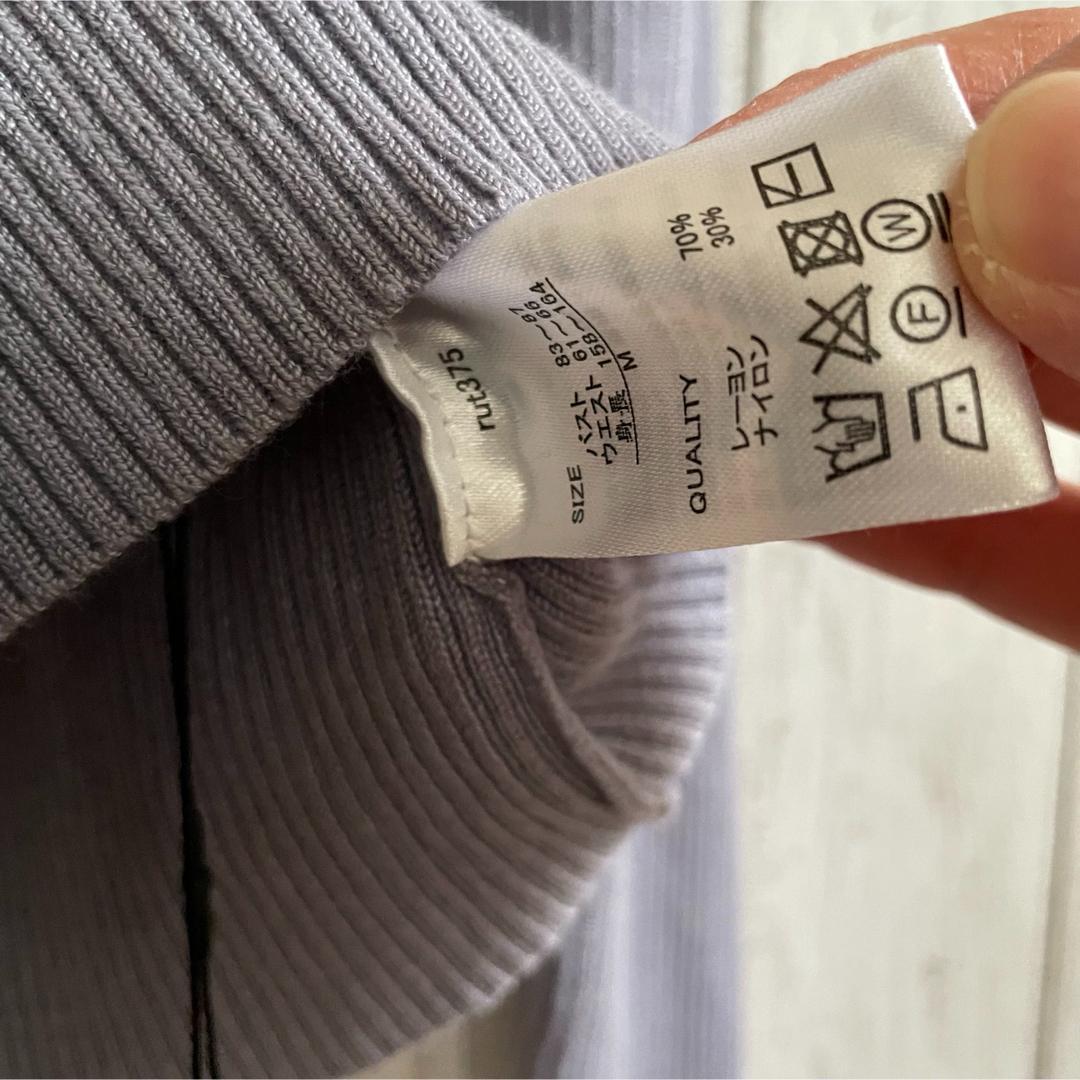 rut375
SIZE
バスト 83～87
ウエスト 61～67
身長 158～164
M
QUALITY
レーヨン 70%
ナイロン 30%
W
F